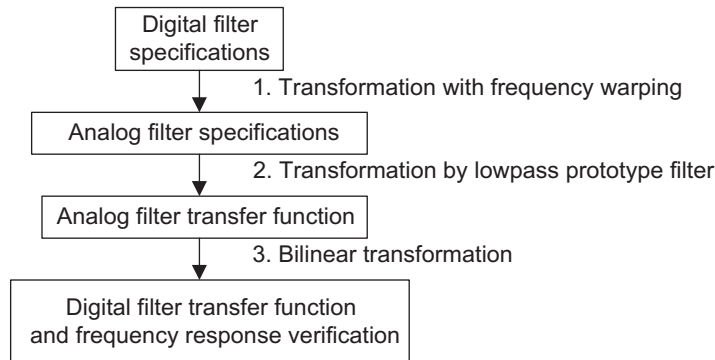 Digital filter
specifications
1. Transformation with frequency warping
Analog filter specifications
2. Transformation by lowpass prototype filter
Analog filter transfer function
3. Bilinear transformation
Digital filter transfer function
and frequency response verification